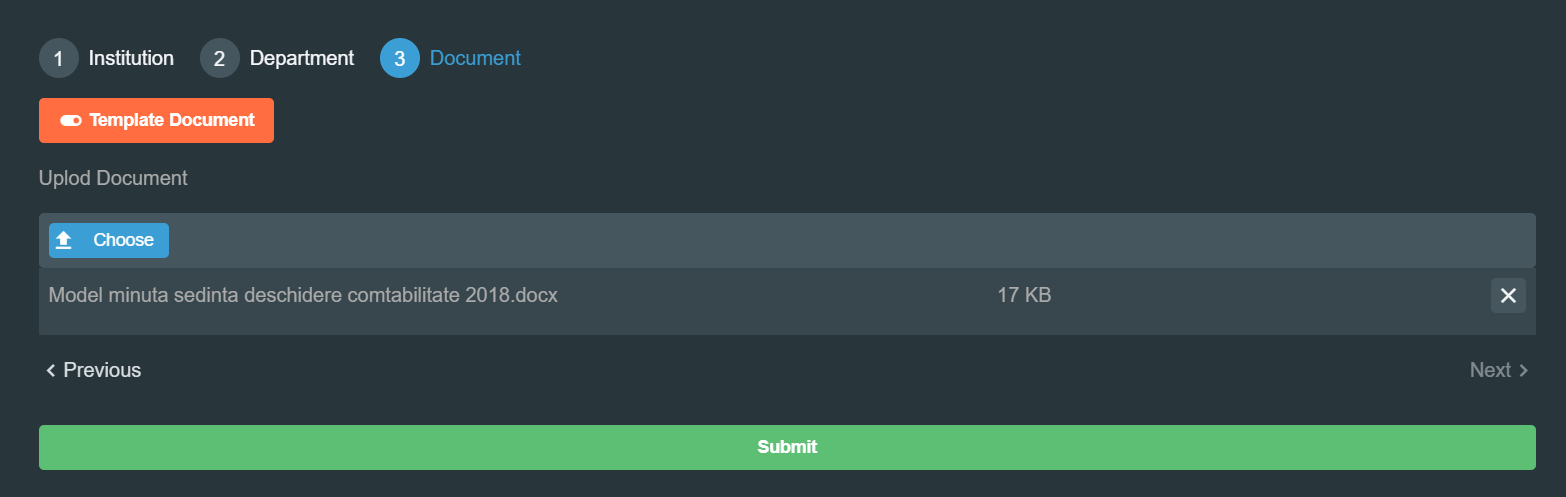 1 Institution 2 Department 3 Document
Template Document
Uplod Document
Choose
Model minuta sedinta deschidere comtabilitate 2018.docx 17 KB
Previous Next
Submit